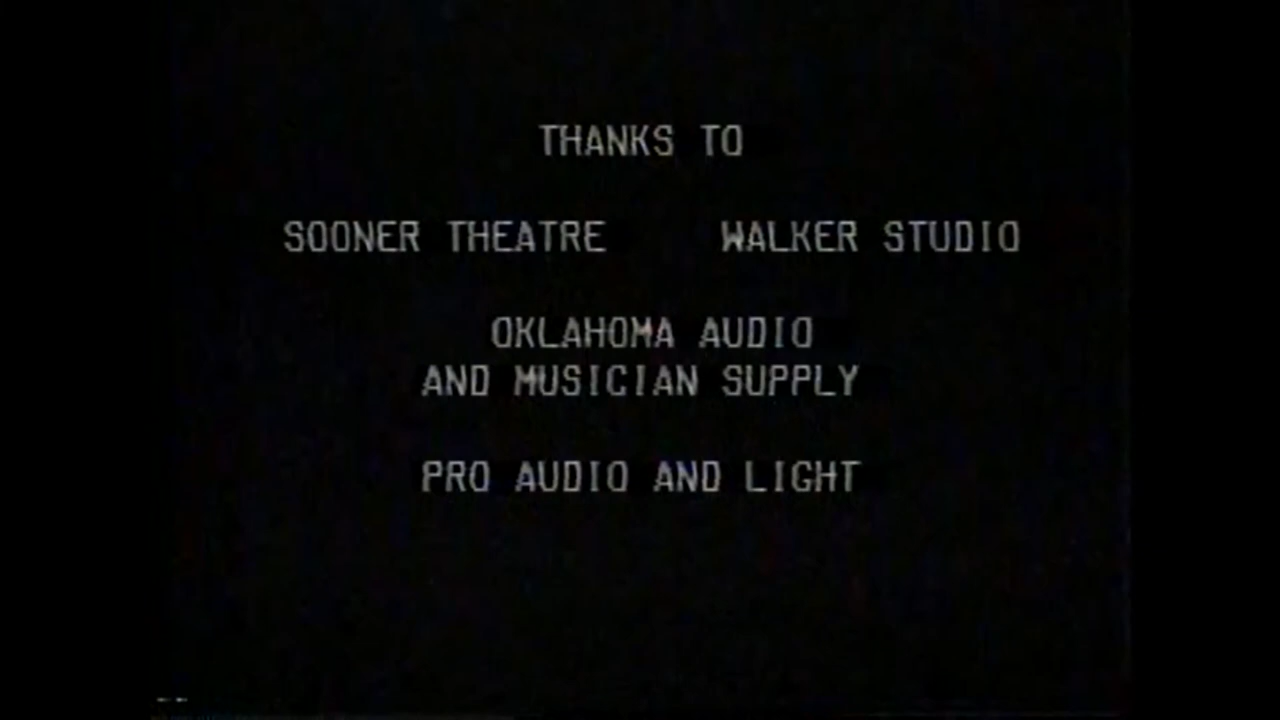 THANKS TO
SOONER THEATRE WALKER STUDIO
OKLAHOMA AUDIO
AND MUSICIAN SUPPLY
PRO AUDIO AND LIGHT